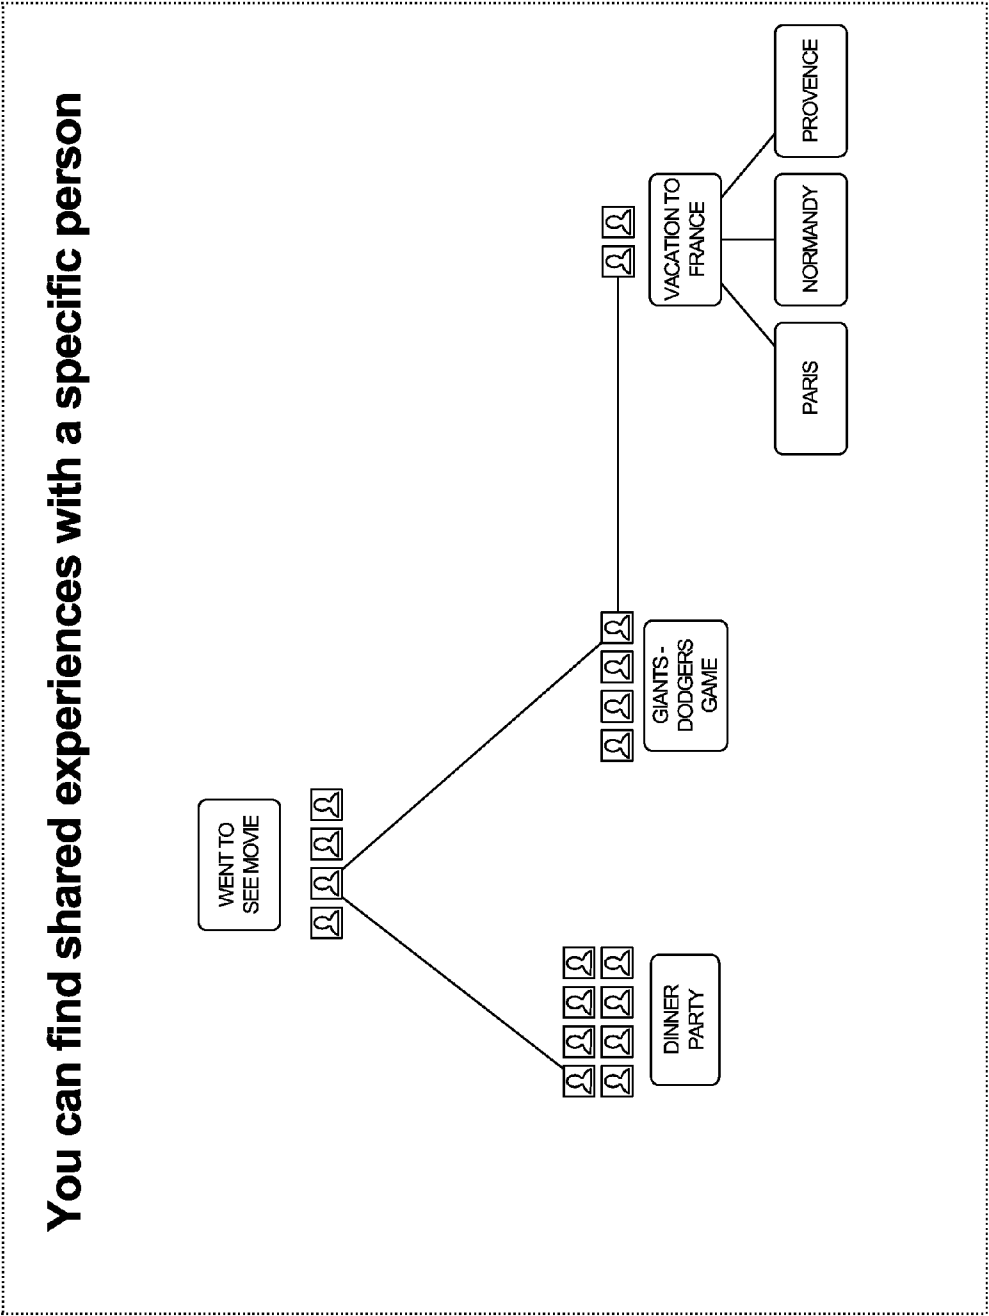 You can find shared experiences with a specific person
WENT TO
SEE MOVIE
DINNER
PARTY
GIANTS -
DODGERS
GAME
VACATION TO
FRANCE
PARIS
NORMANDY
PROVENCE